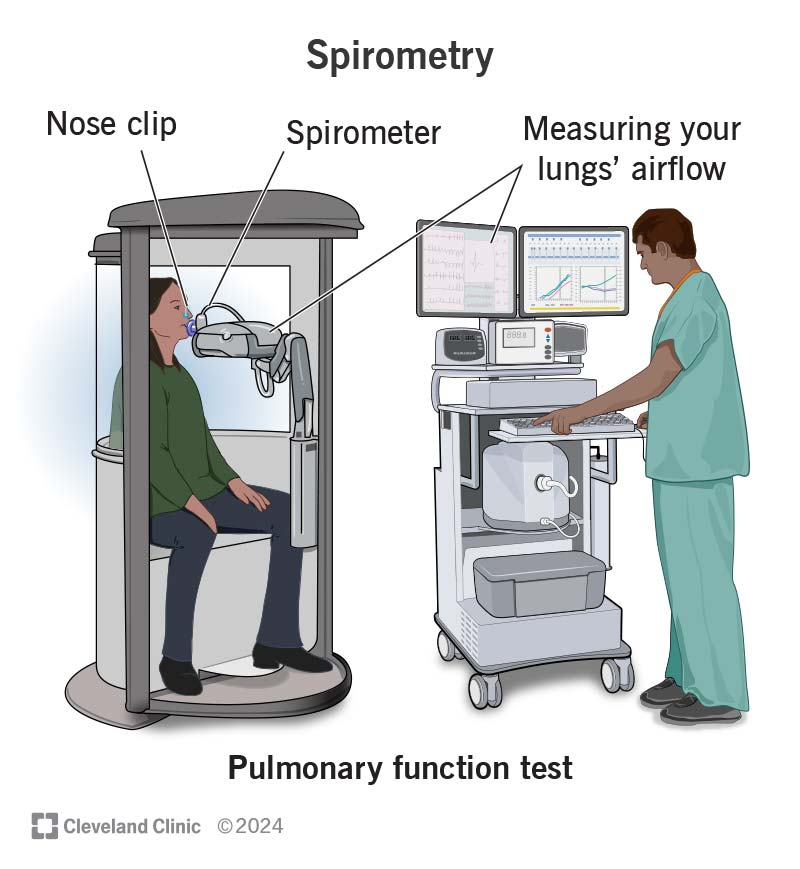 Spirometry
Nose clip
Spirometer
Measuring your
lungs' airflow
Pulmonary function test
Cleveland Clinic ©2024